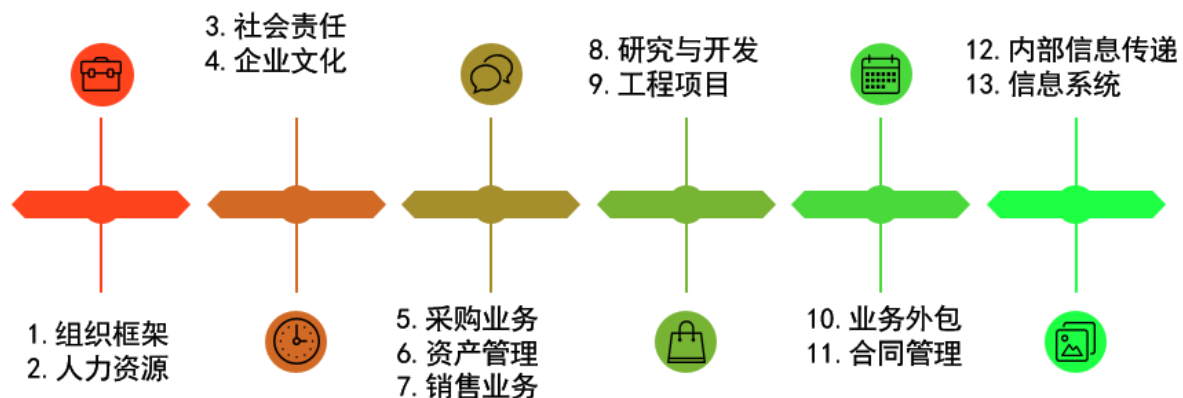 1. 组织框架
2. 人力资源
3. 社会责任
4. 企业文化
5. 采购业务
6. 资产管理
7. 销售业务
8. 研究与开发
9. 工程项目
10. 业务外包
11. 合同管理
12. 内部信息传递
13. 信息系统